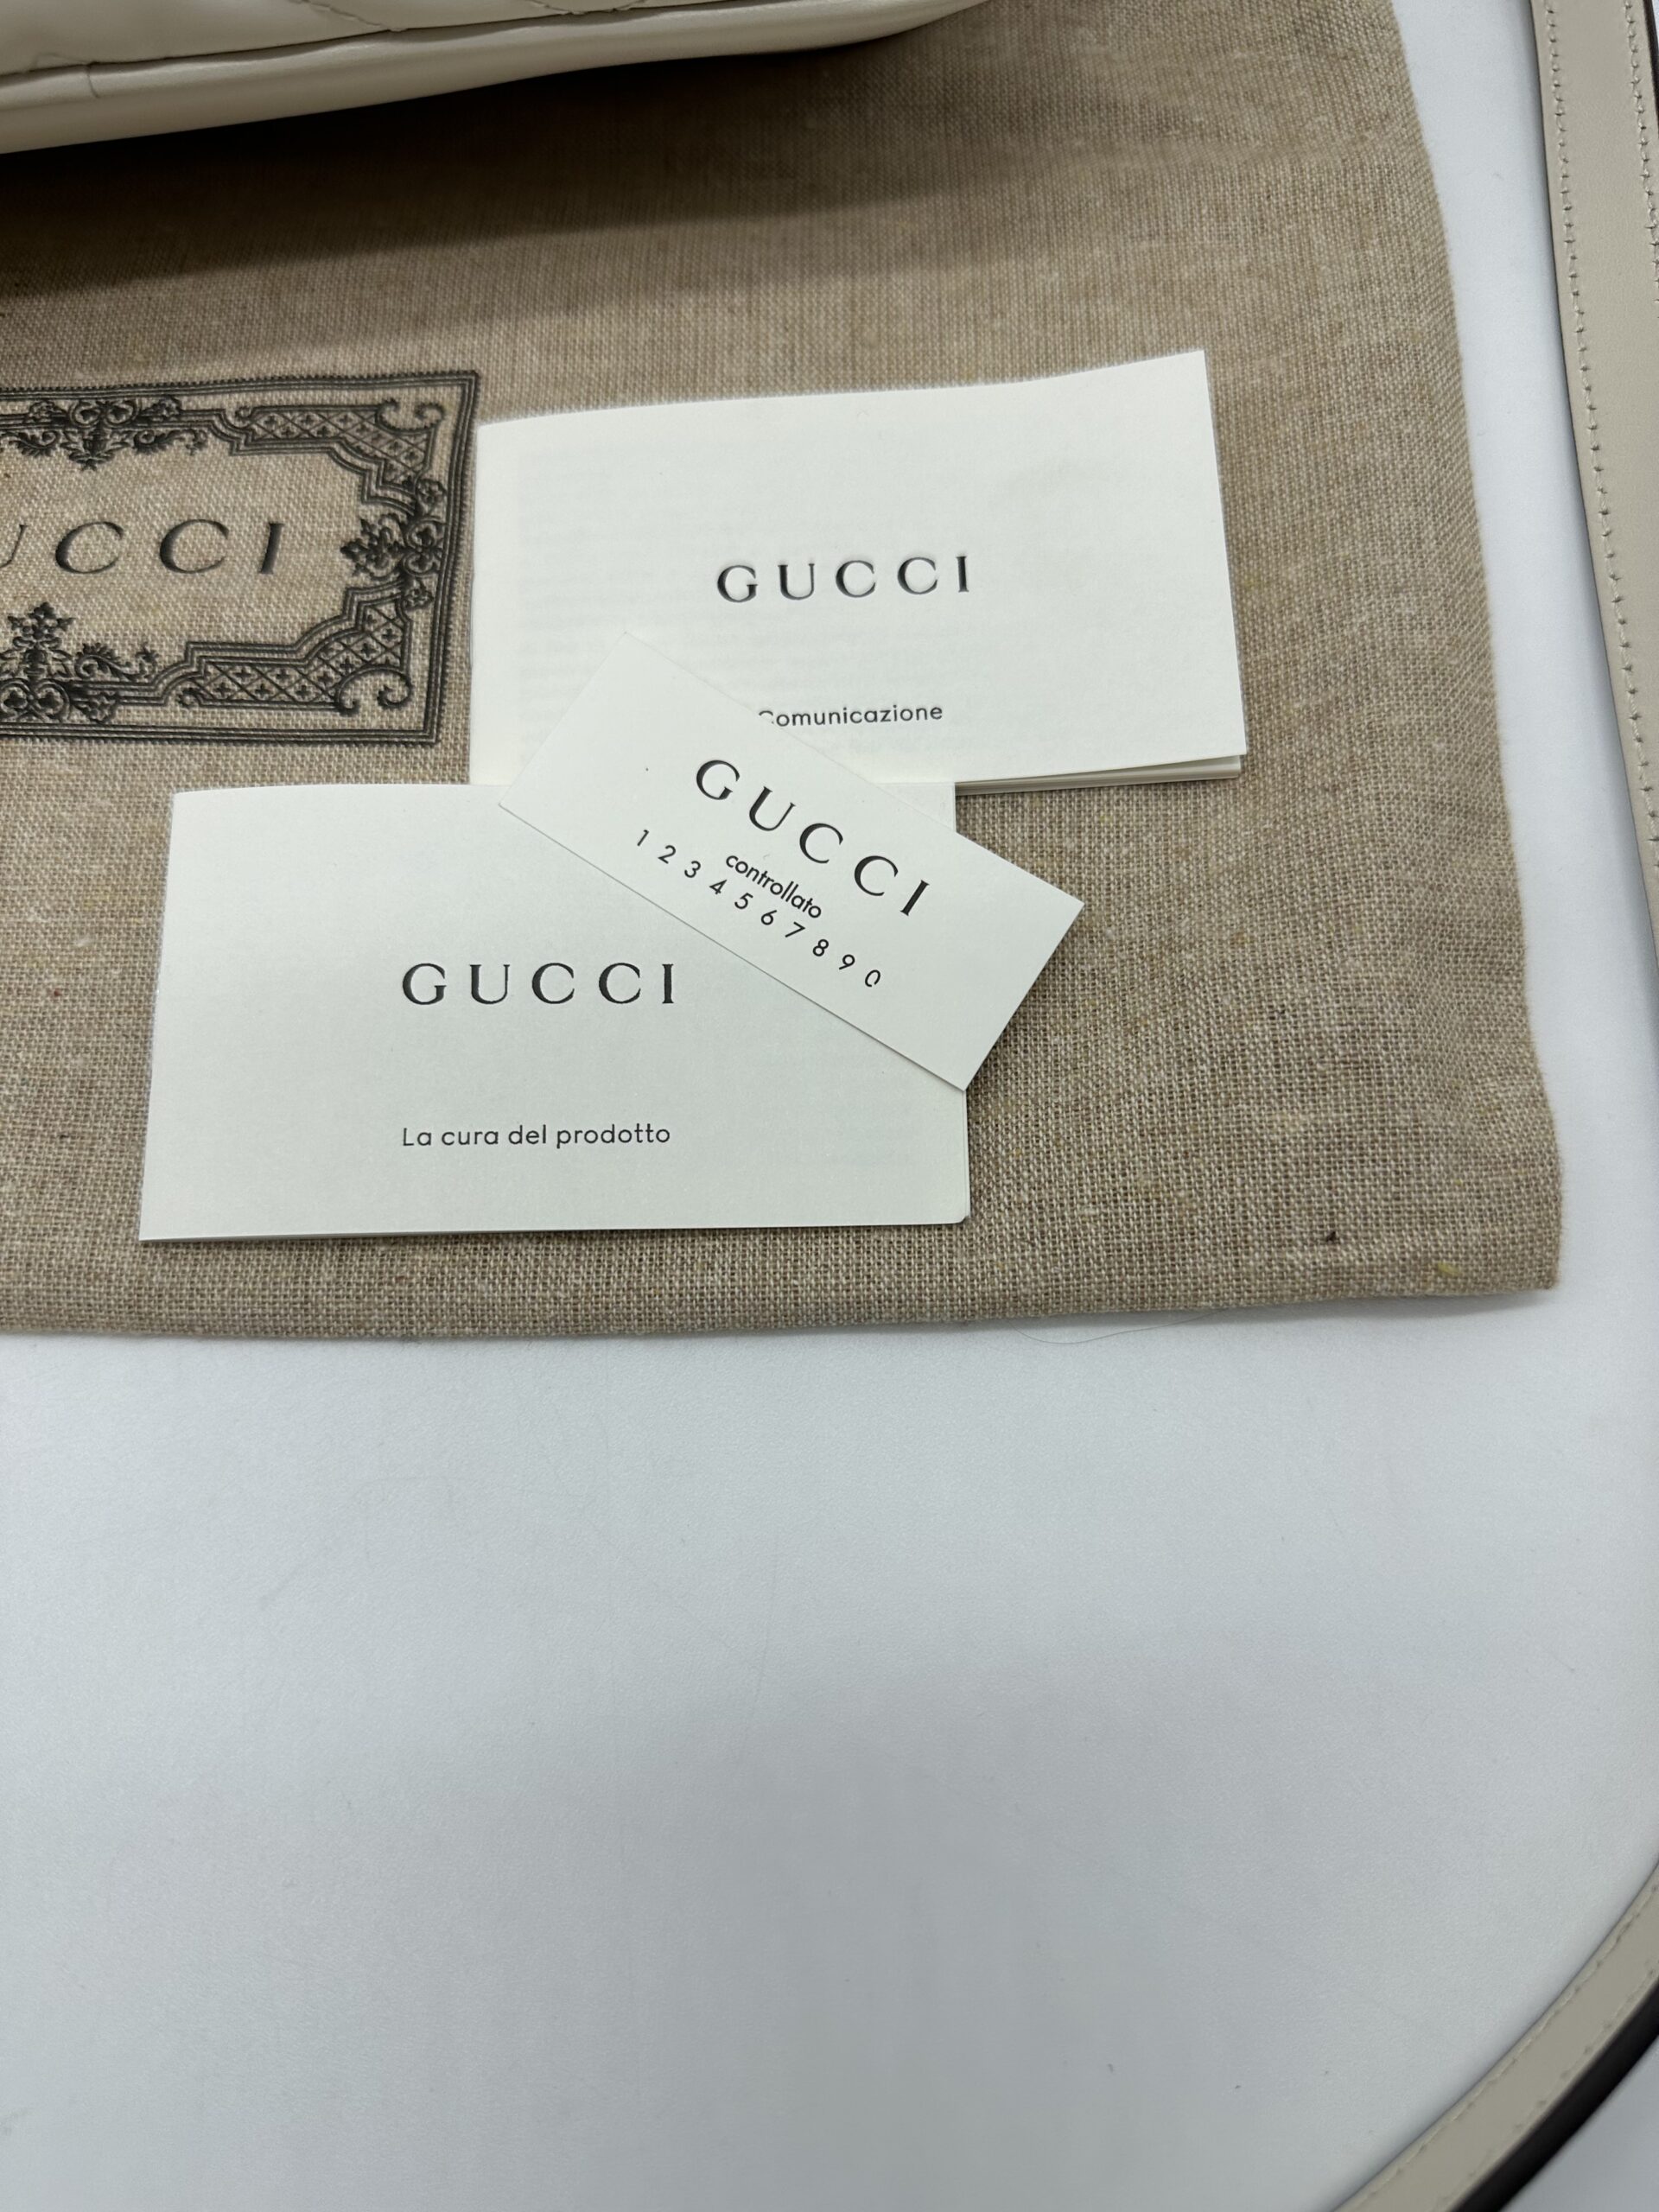 GUCCI
GUCCI
Comunicazione
GUCCI
controllato
1 2 3 4 5 6 7 8 9 0
GUCCI
La cura del prodotto